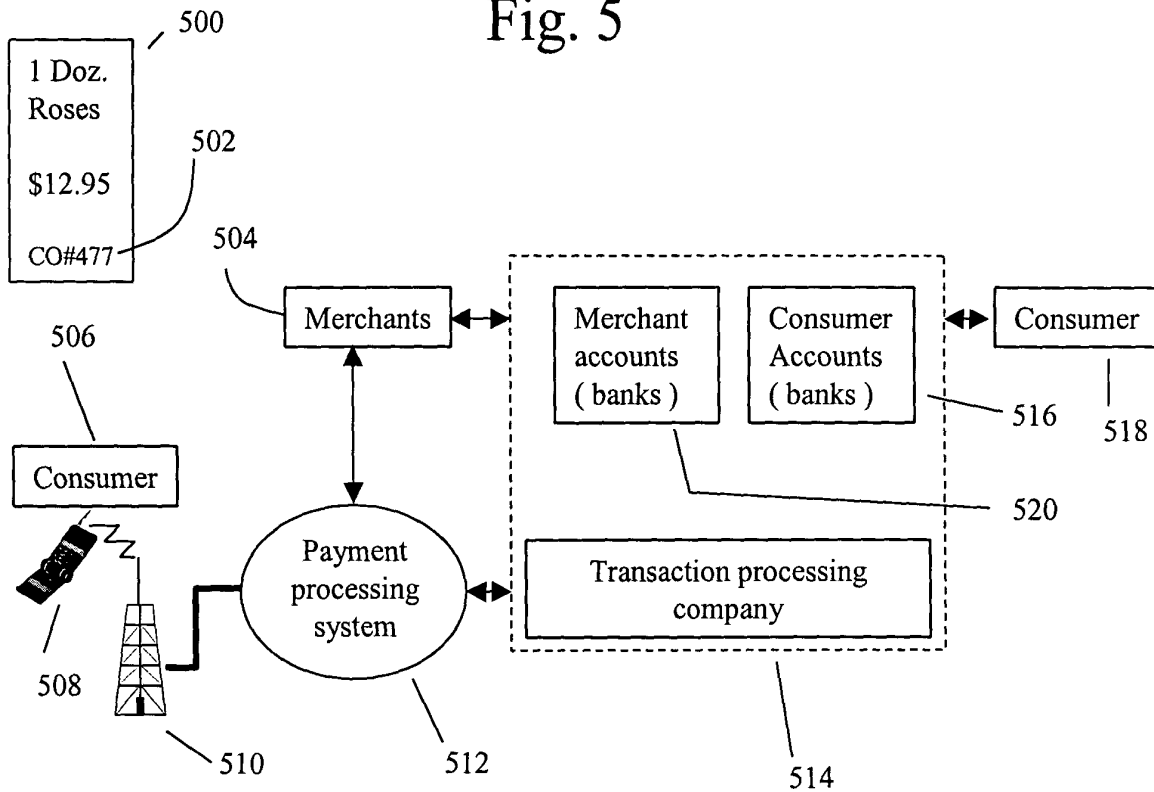 Fig. 5
500
1 Doz.
Roses
$12.95
CO#477
502
504
Merchants
Merchant
accounts
( banks )
Consumer
Accounts
( banks )
Consumer
516
518
520
506
Consumer
508
510
Payment
processing
system
512
Transaction processing
company
514